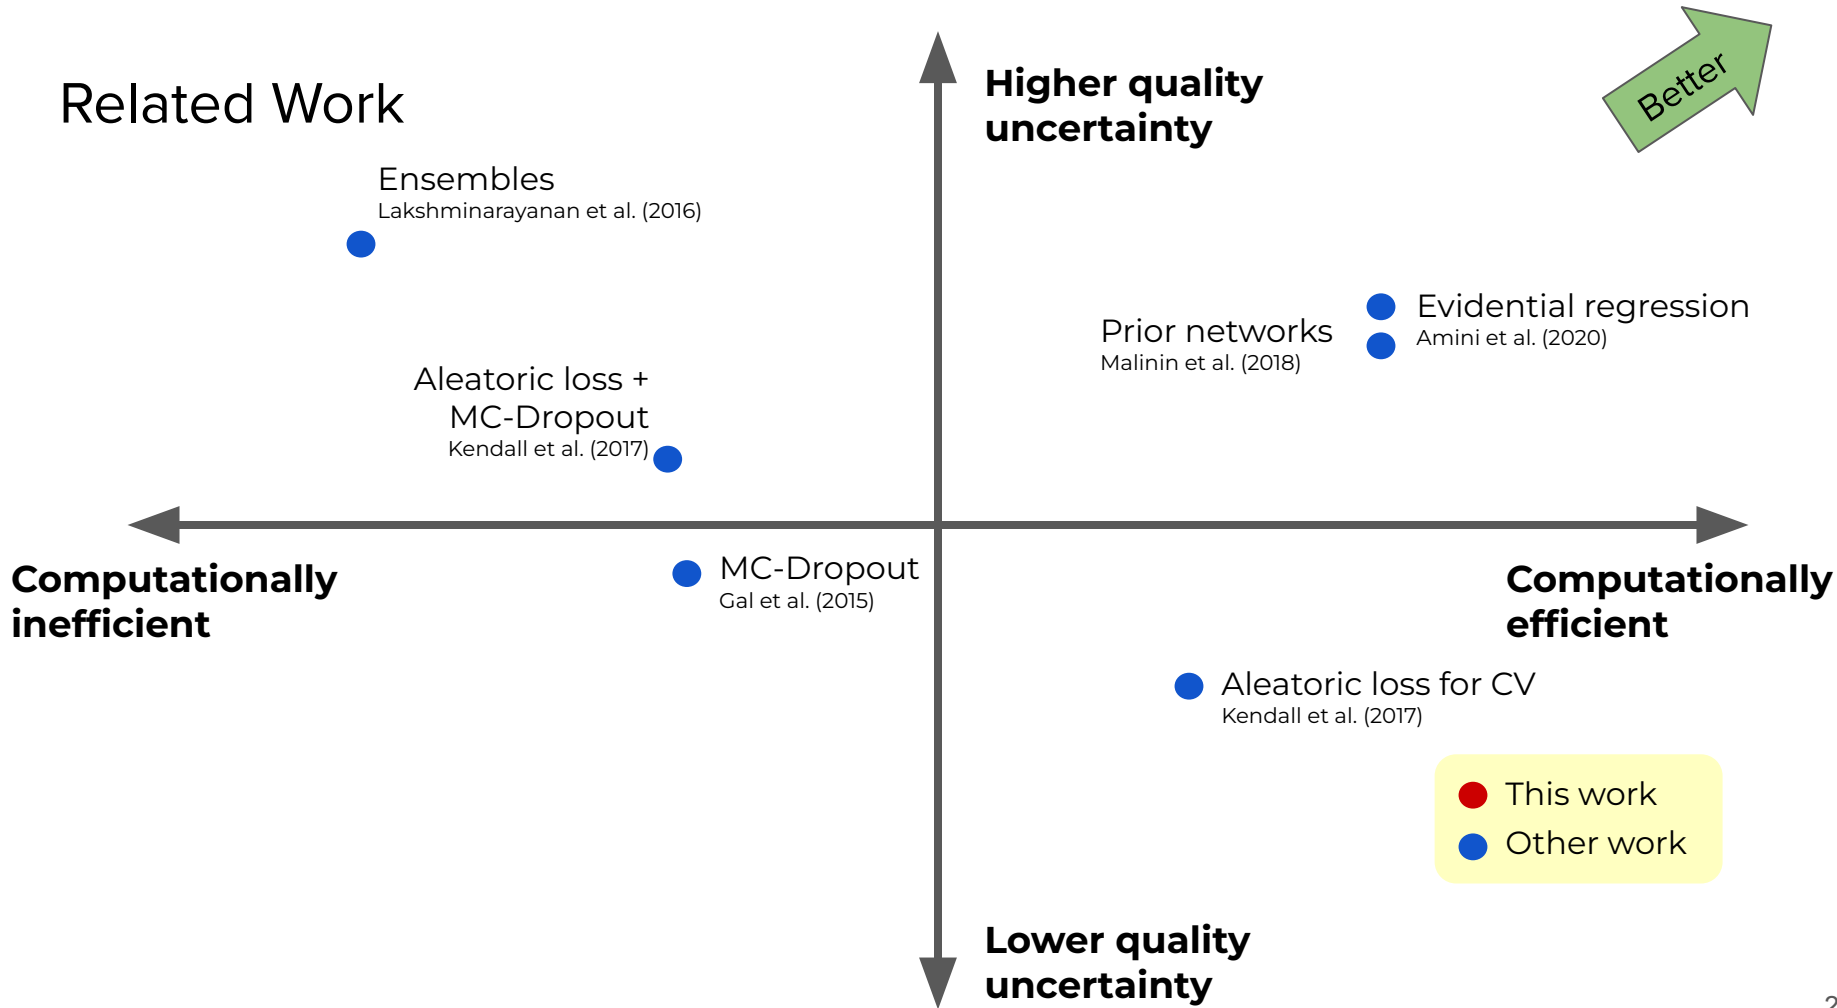 Related Work
Higher quality
uncertainty
Better
Ensembles
Lakshminarayanan et al. (2016)
Evidential regression
Amini et al. (2020)
Prior networks
Malinin et al. (2018)
Aleatoric loss +
MC-Dropout
Kendall et al. (2017)
Computationally
inefficient
MC-Dropout
Gal et al. (2015)
Computationally
efficient
Aleatoric loss for CV
Kendall et al. (2017)
This work
Other work
Lower quality
uncertainty
2